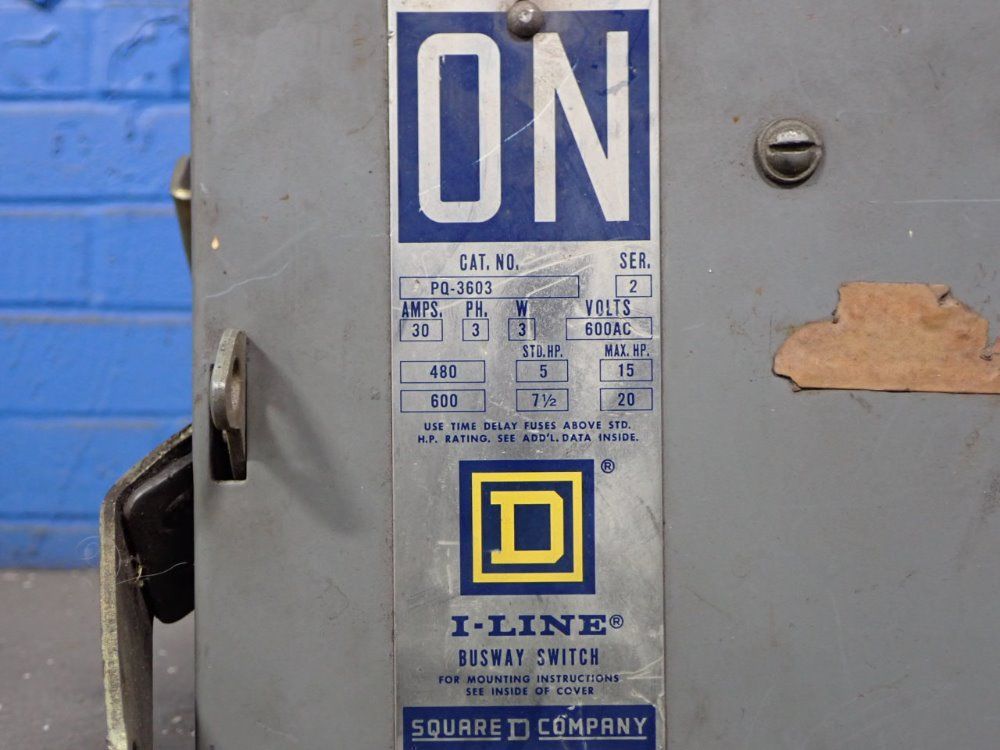 ON
CAT. NO. SER.
PQ-3603 2
AMPS. PH. W VOLTS
30 3 3 600AC
STD. HP. MAX. HP.
480 5 15
600 7½ 20
USE TIME DELAY FUSES ABOVE STD.
H.P. RATING. SEE ADD'L. DATA INSIDE.
D ®
I-LINE®
BUSWAY SWITCH
FOR MOUNTING INSTRUCTIONS
SEE INSIDE OF COVER
SQUARE D COMPANY